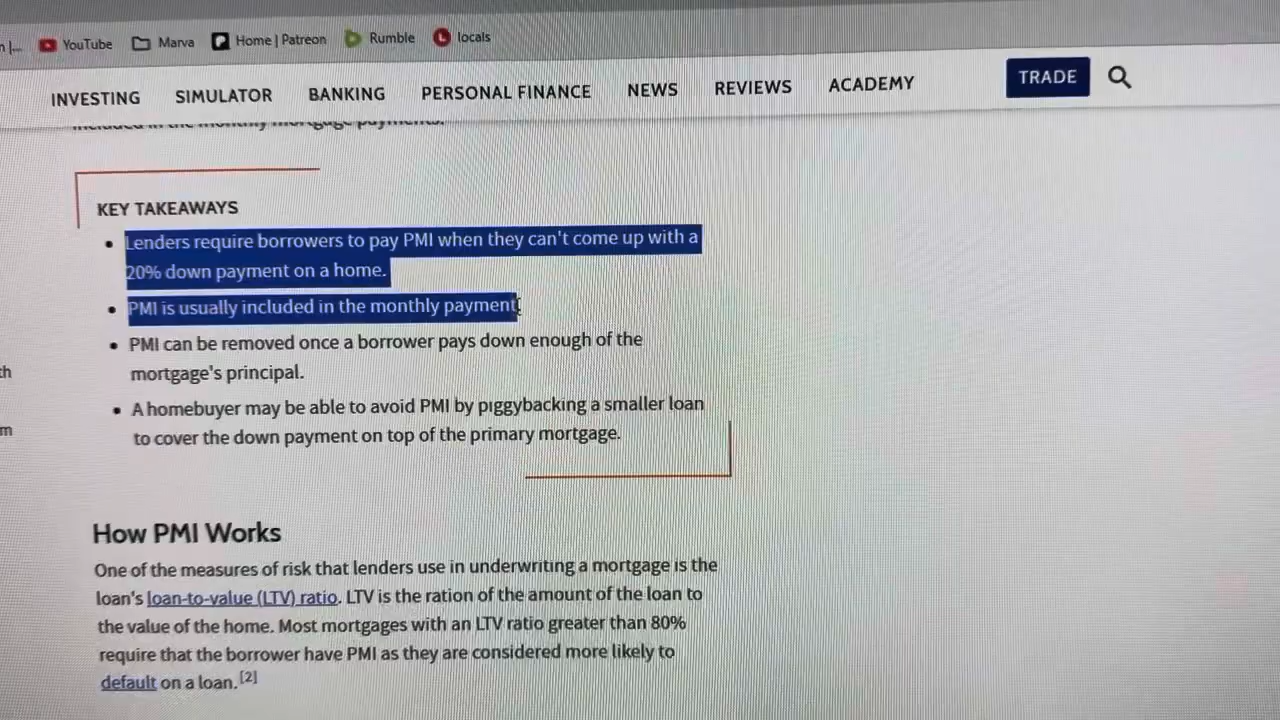 YouTube Marva Home | Patreon Rumble locals
INVESTING SIMULATOR BANKING PERSONAL FINANCE NEWS REVIEWS ACADEMY TRADE
included in the monthly mortgage payments.
KEY TAKEAWAYS
Lenders require borrowers to pay PMI when they can't come up with a
20% down payment on a home.
PMI is usually included in the monthly payment
PMI can be removed once a borrower pays down enough of the
mortgage's principal.
A homebuyer may be able to avoid PMI by piggybacking a smaller loan
to cover the down payment on top of the primary mortgage.
How PMI Works
One of the measures of risk that lenders use in underwriting a mortgage is the
loan's loan-to-value (LTV) ratio. LTV is the ration of the amount of the loan to
the value of the home. Most mortgages with an LTV ratio greater than 80%
require that the borrower have PMI as they are considered more likely to
default on a loan.[2]